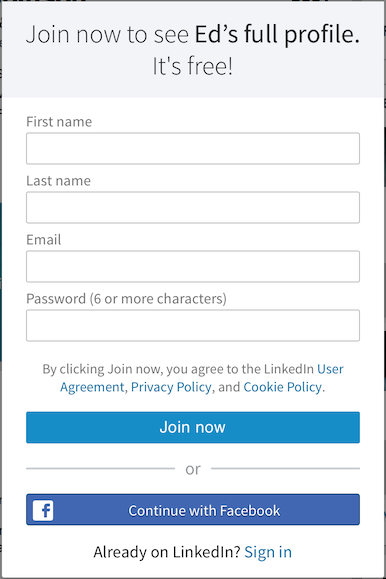 Join now to see Ed's full profile.
It's free!
First name
Last name
Email
Password (6 or more characters)
By clicking Join now, you agree to the LinkedIn User
Agreement, Privacy Policy, and Cookie Policy.
Join now
or
f Continue with Facebook
Already on LinkedIn? Sign in